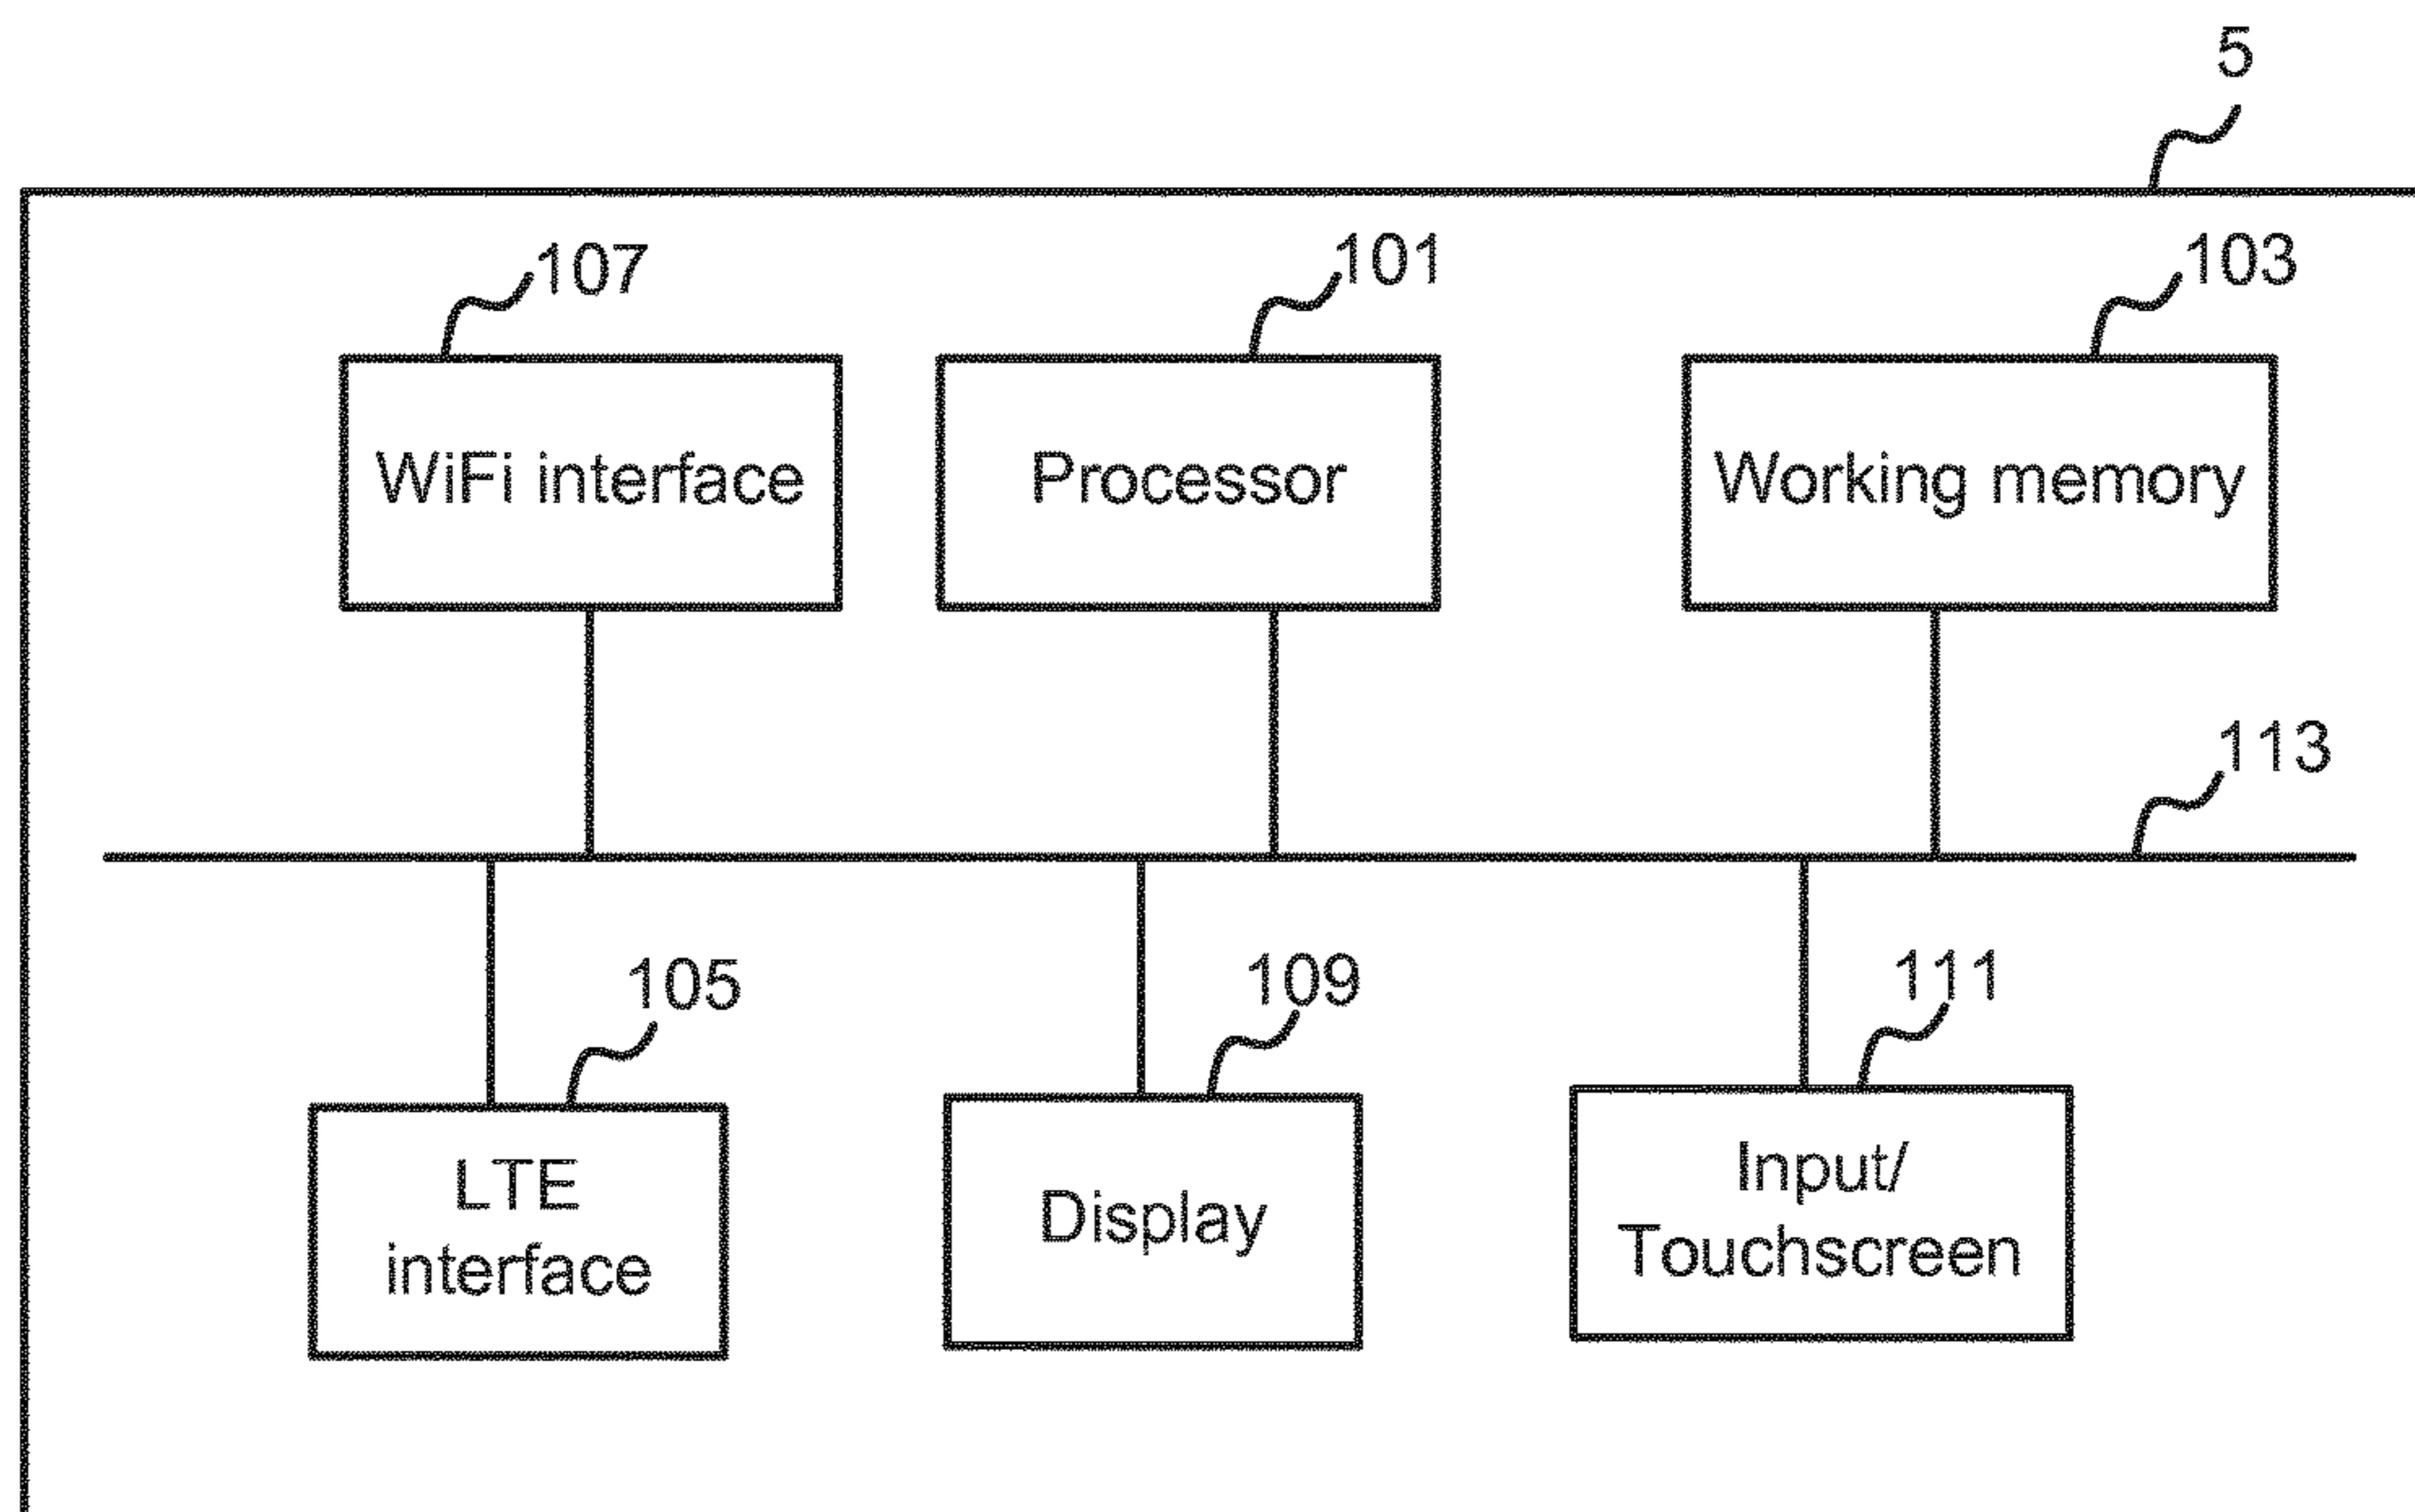 5
107
101
103
WiFi interface
Processor
Working memory
113
105
109
111
LTE
interface
Display
Input/
Touchscreen